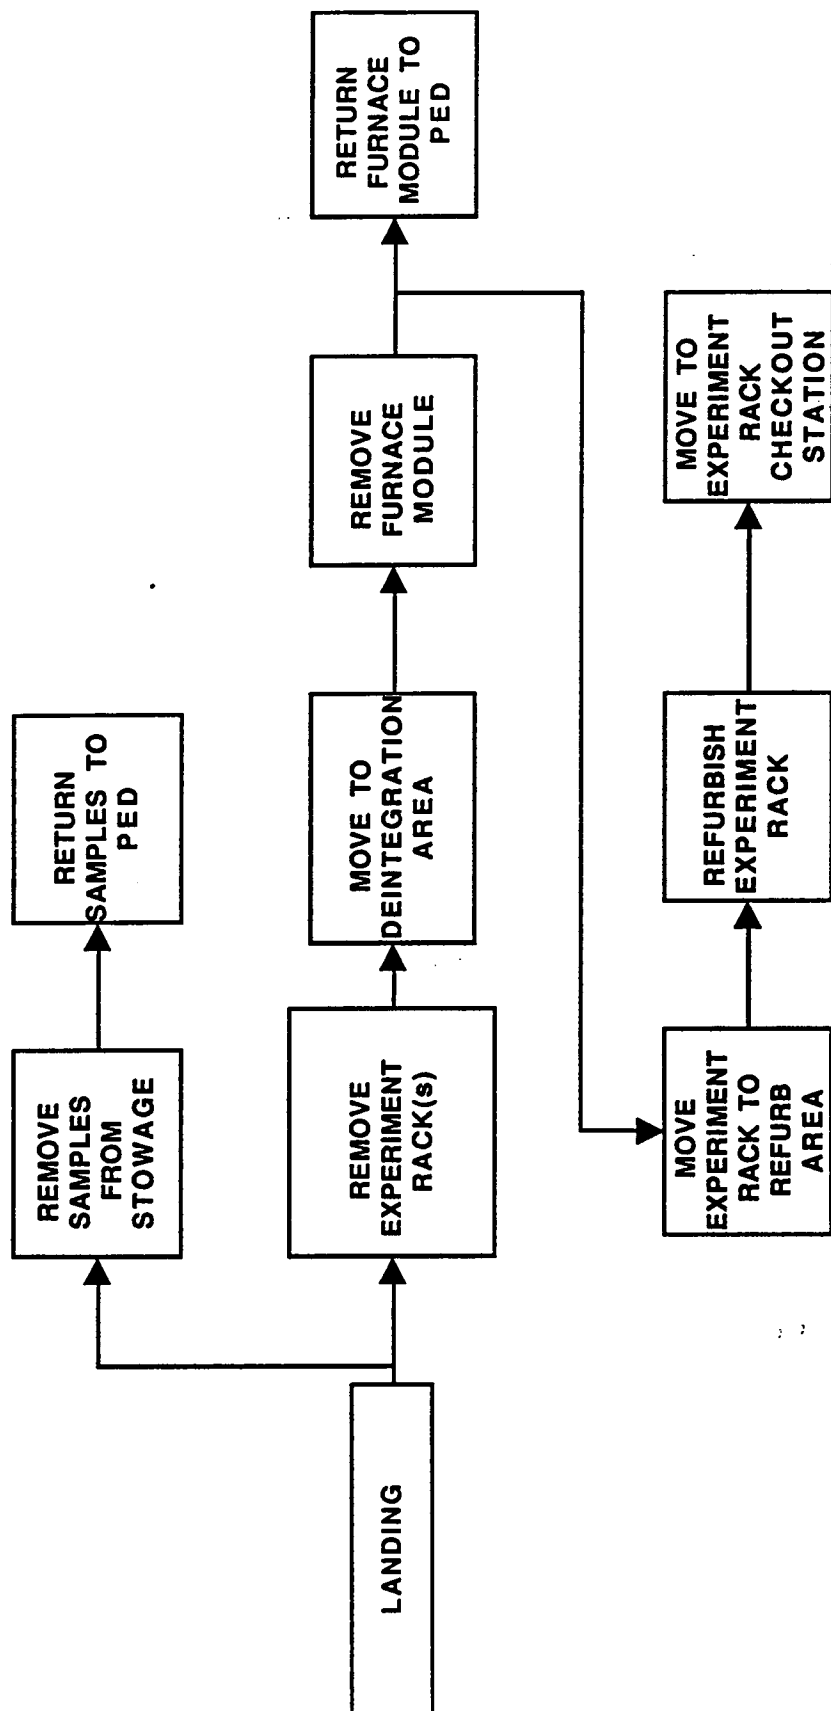 LANDING
REMOVE
SAMPLES
FROM
STOWAGE
RETURN
SAMPLES TO
PED
REMOVE
EXPERIMENT
RACK(s)
MOVE TO
DEINTEGRATION
AREA
REMOVE
FURNACE
MODULE
RETURN
FURNACE
MODULE TO
PED
MOVE
EXPERIMENT
RACK TO
REFURB
AREA
REFURBISH
EXPERIMENT
RACK
MOVE TO
EXPERIMENT
RACK
CHECKOUT
STATION